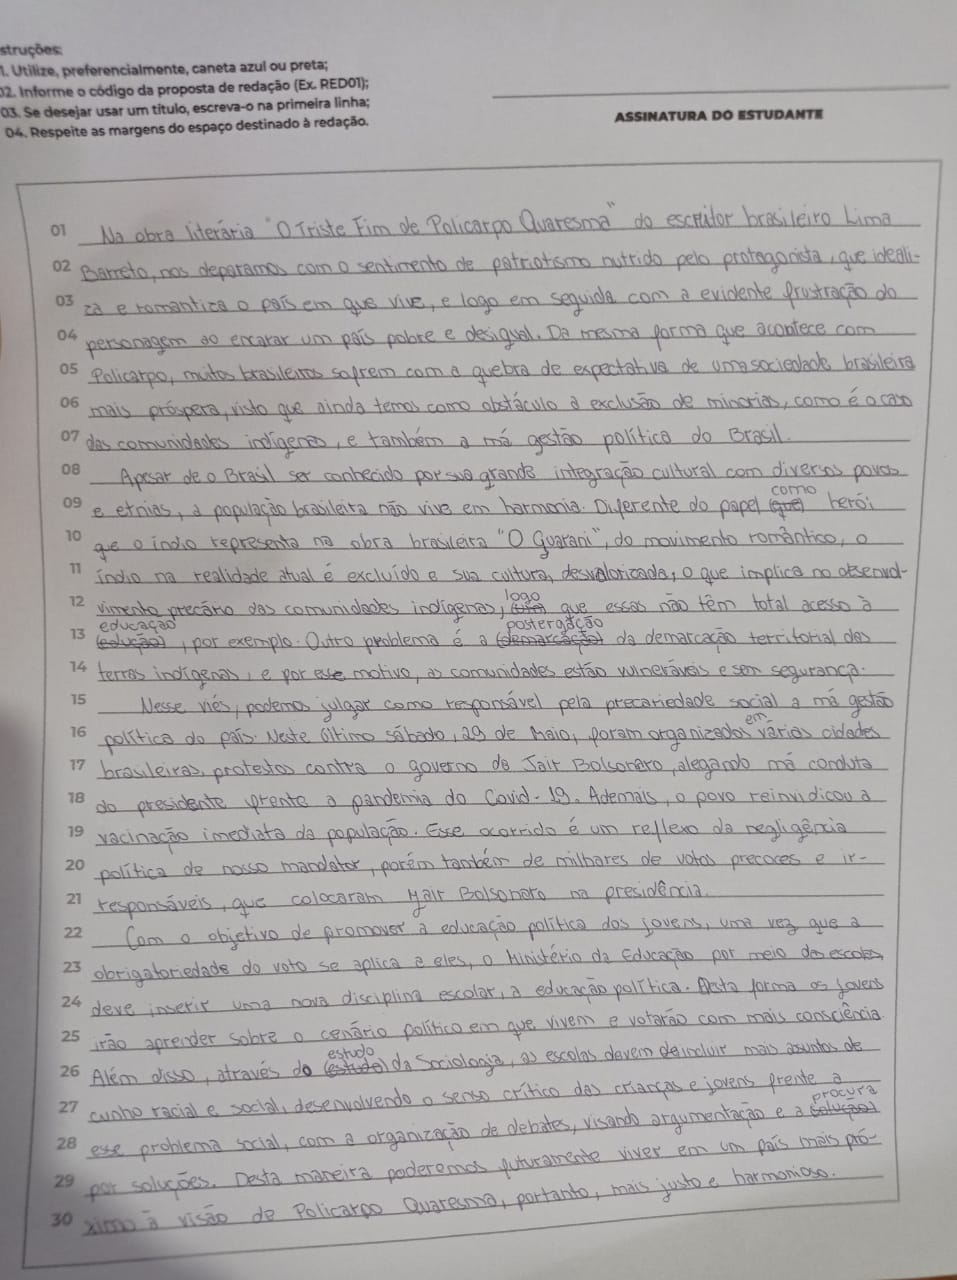 struções:
1. Utilize, preferencialmente, caneta azul ou preta;
02. Informe o código da proposta de redação (Ex. RED01);
03. Se desejar usar um título, escreva-o na primeira linha;
04. Respeite as margens do espaço destinado à redação.
ASSINATURA DO ESTUDANTE
01 Na obra literária "O Triste Fim de Policarpo Quaresma" do escritor brasileiro Lima
02 Barreto, nos deparamos com o sentimento de patriotismo nutrido pelo protagonista, que ideali-
03 za e romantiza o país em que vive, e logo em seguida com a evidente frustração do
04 personagem ao encarar um país pobre e desigual. Da mesma forma que acontece com
05 Policarpo, muitos brasileiros sofrem com a quebra de expectativa de uma sociedade brasileira
06 mais próspera, visto que ainda temos como obstáculo a exclusão de minorias, como é o caso
07 das comunidades indígenas, e também a má gestão política do Brasil.
08 Apesar de o Brasil ser conhecido por sua grande integração cultural com diversos povos
09 e etnias, a população brasileira não vive em harmonia. Diferente do papel (que) como herói
10 que o índio representa na obra brasileira "O Guarani", do movimento romântico, o
11 índio na realidade atual é excluído e sua cultura, desvalorizada, o que implica no desenvol-
12 vimento precário das comunidades indígenas, logo que essas não têm total acesso à
13 (edução) educação, por exemplo. Outro problema é a (demarcação) postergação da demarcação territorial das
14 terras indígenas, e por esse motivo, as comunidades estão vuneráveis e sem segurança.
15 Nesse viés, podemos julgar como responsável pela precariedade social a má gestão
16 política do país. Neste último sábado, 29 de Maio, foram organizados em várias cidades
17 brasileiras, protestos contra o governo de Jair Bolsonaro, alegando má conduta
18 do presidente frente a pandemia do Covid-19. Ademais, o povo reinvidicou a
19 vacinação imediata da população. Esse ocorrido é um reflexo da negligência
20 política de nosso mandator, porém também de milhares de votos precoces e ir-
21 responsáveis, que colocaram Jair Bolsonaro na presidência.
22 Com o objetivo de promover a educação política dos jovens, uma vez que a
23 obrigatoriedade do voto se aplica a eles, o Ministério da Educação por meio das escolas,
24 deve inserir uma nova disciplina escolar, a educação política. Desta forma os jovens
25 irão aprender sobre o cenário político em que vivem e votarão com mais consciência.
26 Além disso, através do (estudo) estudo da Sociologia, as escolas devem incluir mais assuntos de
27 cunho racial e social, desenvolvendo o senso crítico das crianças e jovens frente a
28 esse problema social, com a organização de debates, visando argumentação e a (solução) procura
29 por soluções. Desta maneira poderemos futuramente viver em um país mais pró-
30 ximo à visão de Policarpo Quaresma, portanto, mais justo e harmonioso.